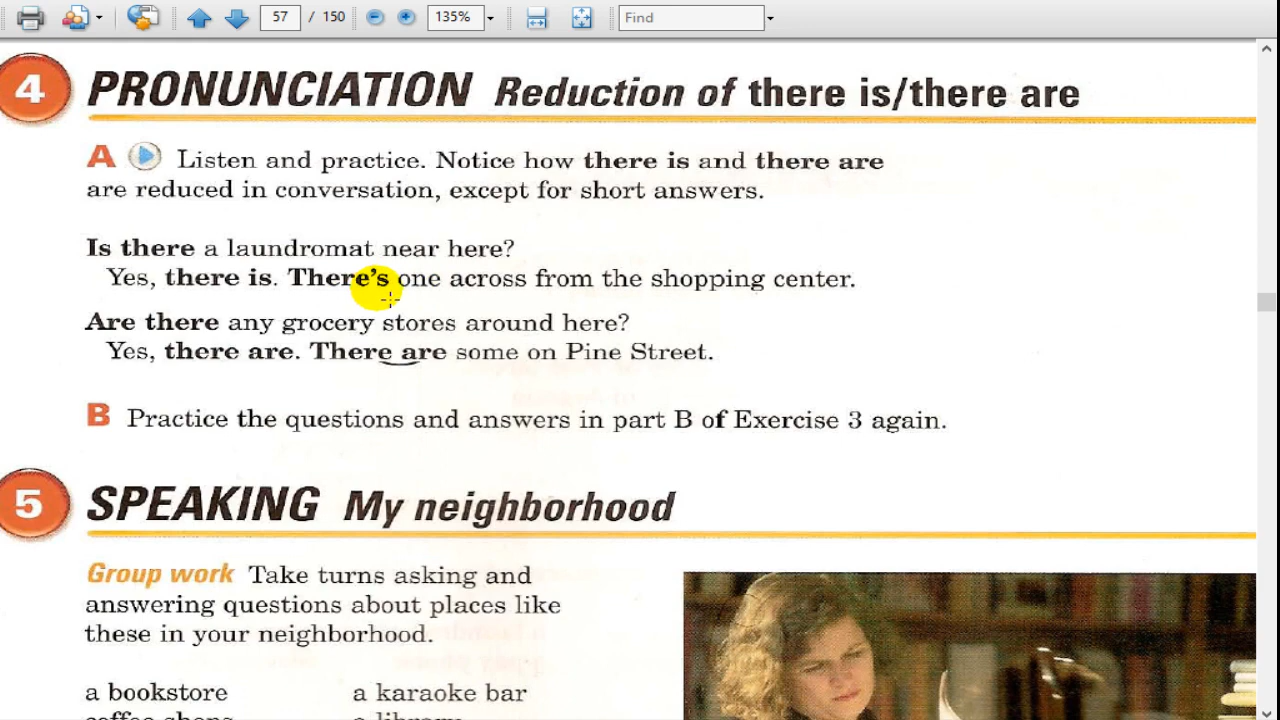 57 / 150
135%
Find
4 PRONUNCIATION Reduction of there is/there are
A Listen and practice. Notice how there is and there are
are reduced in conversation, except for short answers.
Is there a laundromat near here?
Yes, there is. There's one across from the shopping center.
Are there any grocery stores around here?
Yes, there are. There are some on Pine Street.
B Practice the questions and answers in part B of Exercise 3 again.
5 SPEAKING My neighborhood
Group work Take turns asking and
answering questions about places like
these in your neighborhood.
a bookstore a karaoke bar